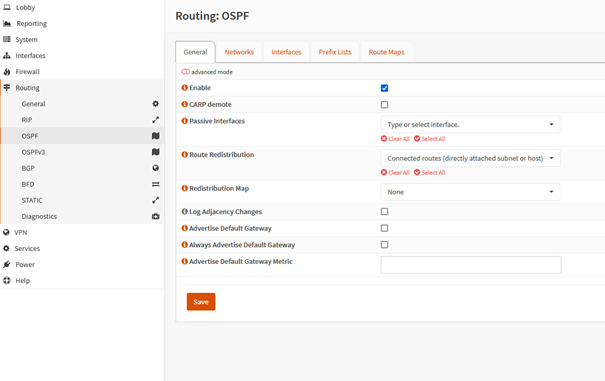 Lobby
Reporting
System
Interfaces
Firewall
Routing
General
RIP
OSPF
OSPFv3
BGP
BFD
STATIC
Diagnostics
VPN
Services
Power
Help
Routing: OSPF
General Networks Interfaces Prefix Lists Route Maps
advanced mode
Enable
CARP demote
Passive Interfaces Type or select interface.
Clear All Select All
Route Redistribution Connected routes (directly attached subnet or host)
Clear All Select All
Redistribution Map None
Log Adjacency Changes
Advertise Default Gateway
Always Advertise Default Gateway
Advertise Default Gateway Metric
Save